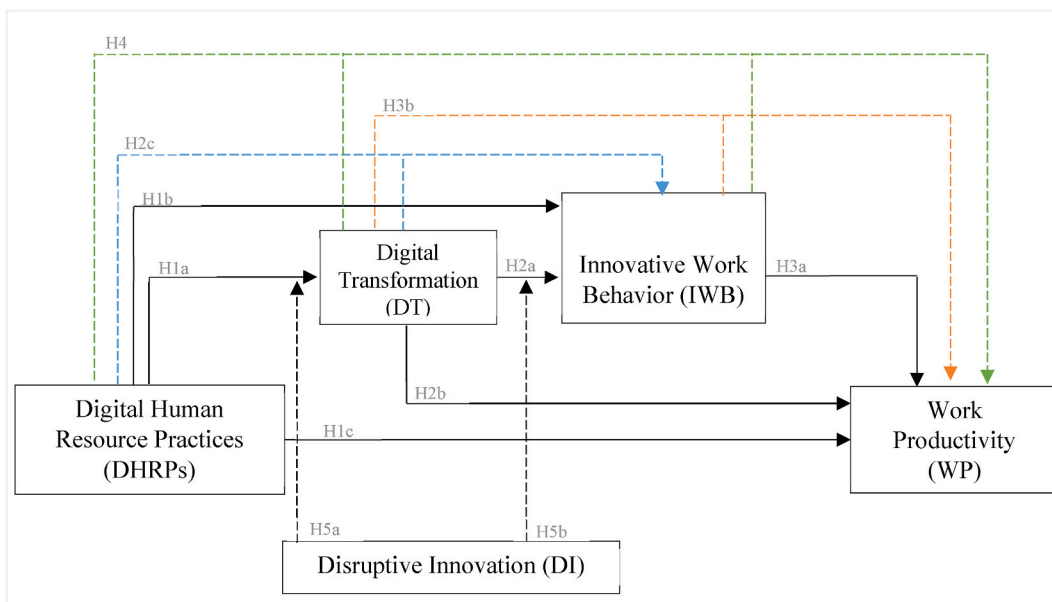 H4
H3b
H2c
H1b
H1a
Digital
Transformation
(DT)
H2a
Innovative Work
Behavior (IWB)
H3a
H2b
Digital Human
Resource Practices
(DHRPs)
H1c
Work
Productivity
(WP)
H5a
H5b
Disruptive Innovation (DI)